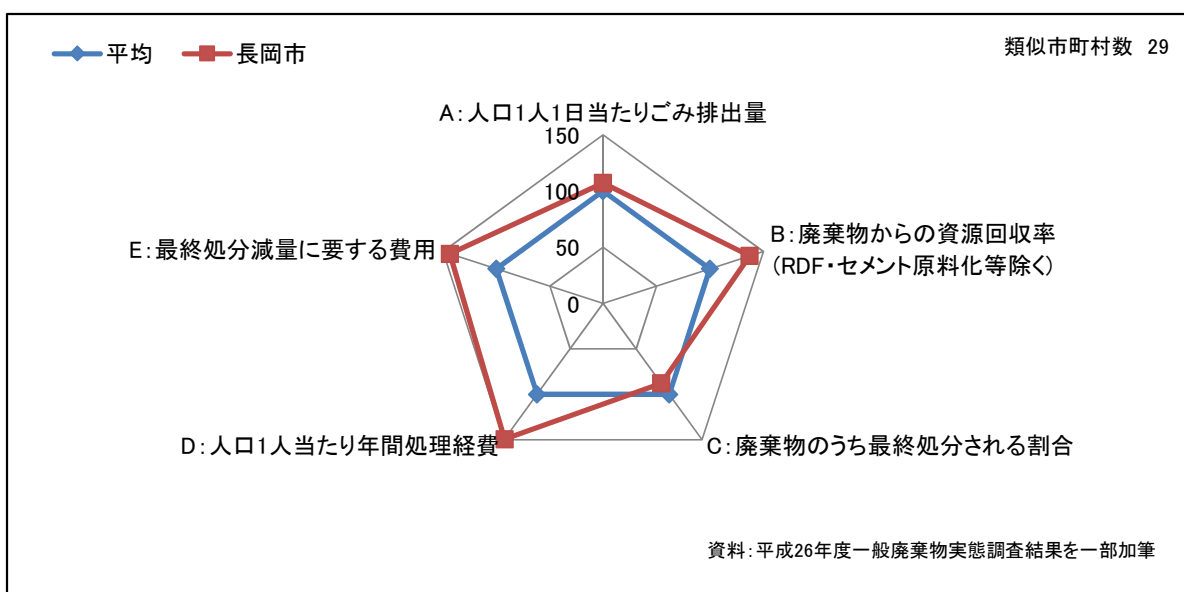 平均 長岡市
類似市町村数 29
A:人口1人1日当たりごみ排出量
150
100
50
0
B:廃棄物からの資源回収率
(RDF・セメント原料化等除く)
E:最終処分減量に要する費用
D:人口1人当たり年間処理経費
C:廃棄物のうち最終処分される割合
資料:平成26年度一般廃棄物実態調査結果を一部加筆